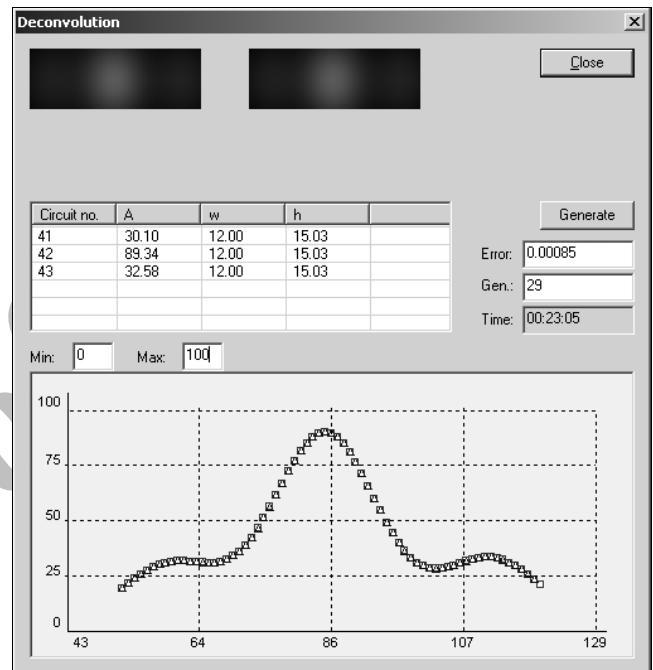 Deconvolution
Close
Circuit no. A w h
41 30.10 12.00 15.03
42 89.34 12.00 15.03
43 32.58 12.00 15.03
Generate
Error: 0.00085
Gen.: 29
Time: 00:23:05
Min: 0 Max: 100
100
75
50
25
0
43 64 86 107 129